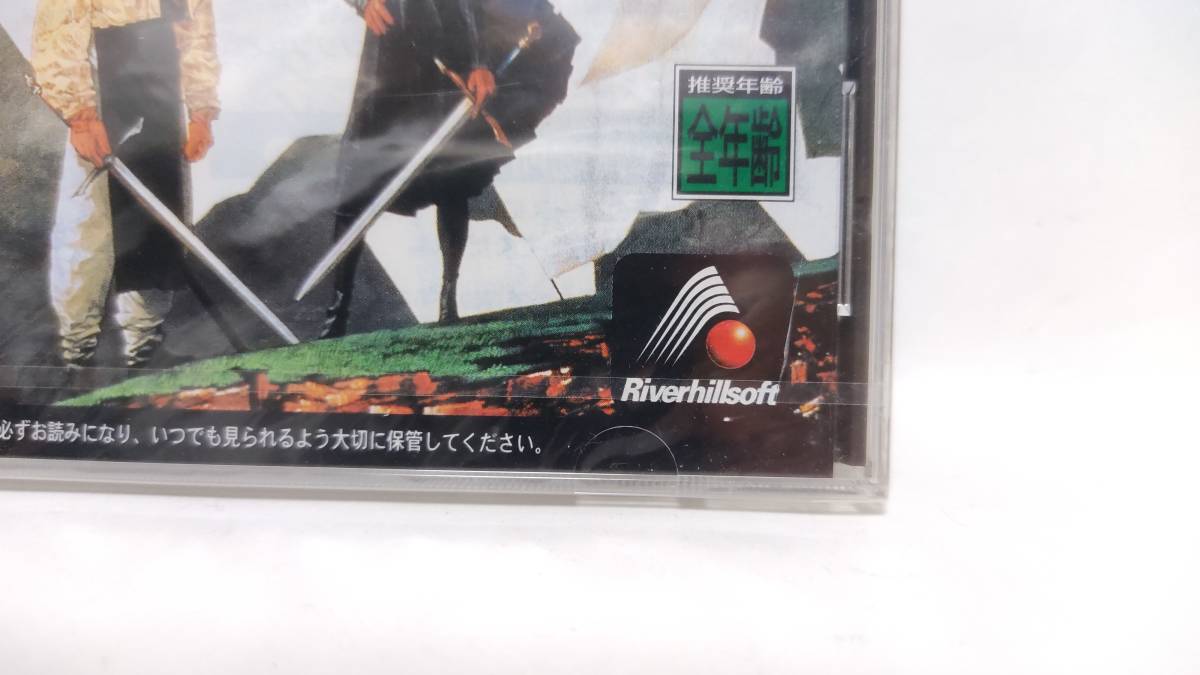 推奨年齢
全年齢
Riverhillsoft
必ずお読みになり、いつでも見られるよう大切に保管してください。